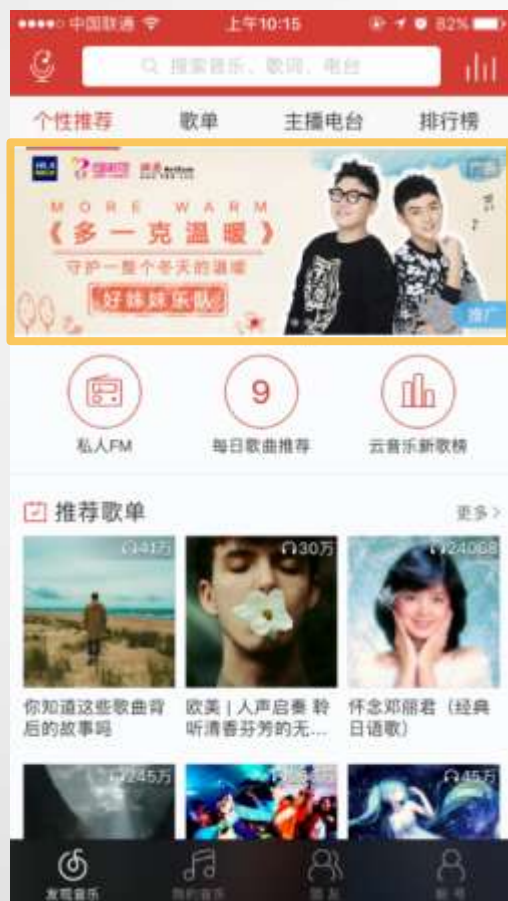 中国联通
上午10:15
82%
搜索音乐、歌词、电台
个性推荐 歌单 主播电台 排行榜
MORE WARM
《多一克温暖》
守护一整个冬天的温暖
好妹妹乐队
推广
9
私人FM 每日歌曲推荐 云音乐新歌榜
推荐歌单 更多
41万 30万 24068
你知道这些歌曲背
后的故事吗
欧美 | 人声启奏 聆
听清香芬芳的无...
怀念邓丽君（经典
日语歌）
245万 45万
发现音乐 我的音乐 朋友 帐号